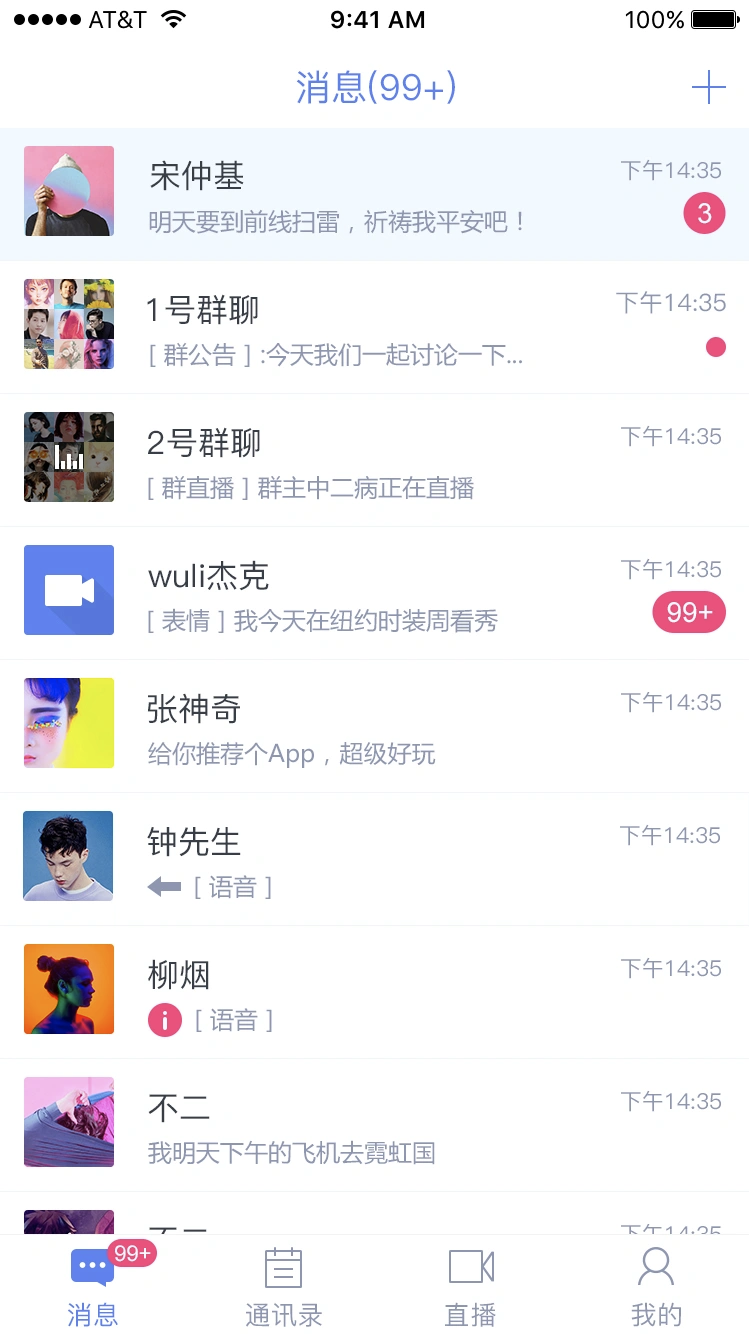 AT&T 9:41 AM 100%
消息(99+)
宋仲基 下午14:35
明天要到前线扫雷，祈祷我平安吧！ 3
1号群聊 下午14:35
[ 群公告 ] :今天我们一起讨论一下...
2号群聊 下午14:35
[ 群直播 ] 群主中二病正在直播
wuli杰克 下午14:35
[ 表情 ] 我今天在纽约时装周看秀 99+
张神奇 下午14:35
给你推荐个App，超级好玩
钟先生 下午14:35
[ 语音 ]
柳烟 下午14:35
[ 语音 ]
不二 下午14:35
我明天下午的飞机去霓虹国
下午14:35
99+
消息 通讯录 直播 我的